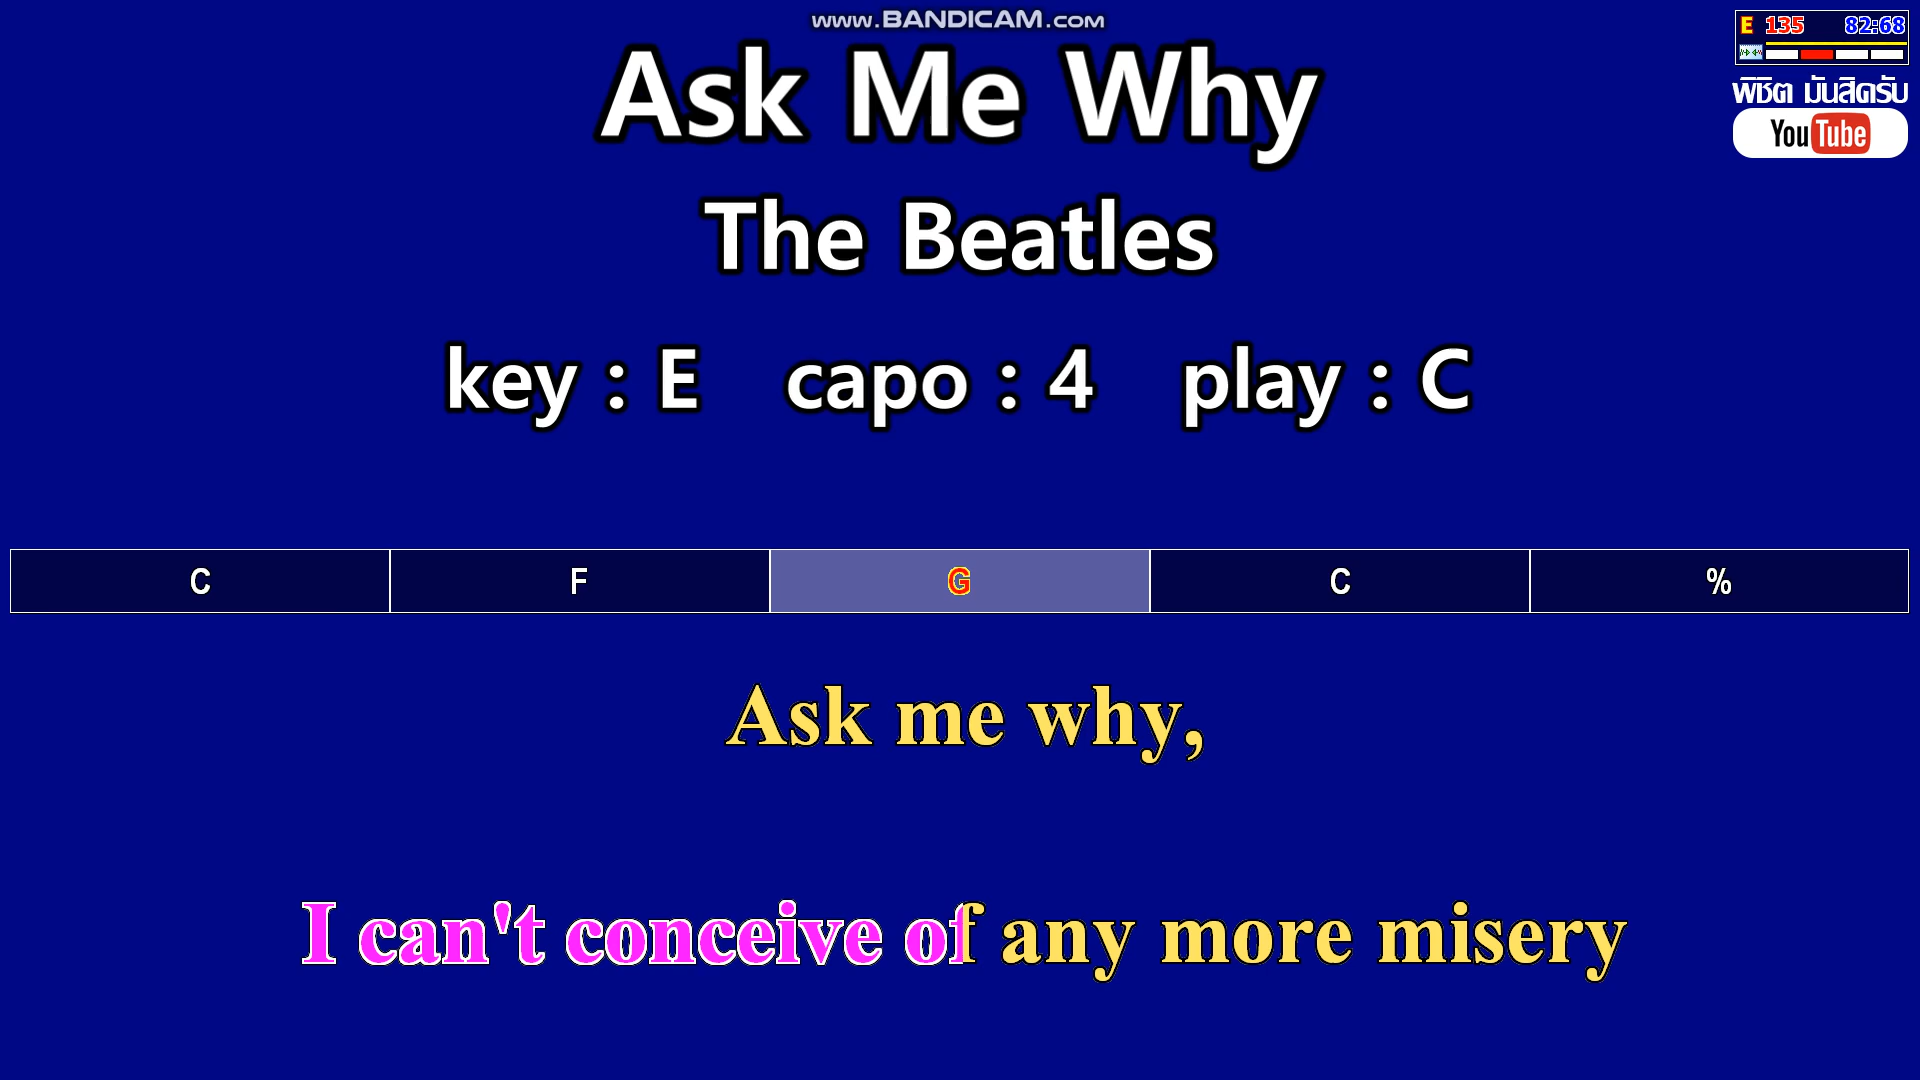 www.BANDICAM.COM
E 135 82:68
Ask Me Why
พิชิต มันสิดรับ
YouTube
The Beatles
key : E capo : 4 play : C
C F G C %
Ask me why,
I can't conceive of any more misery